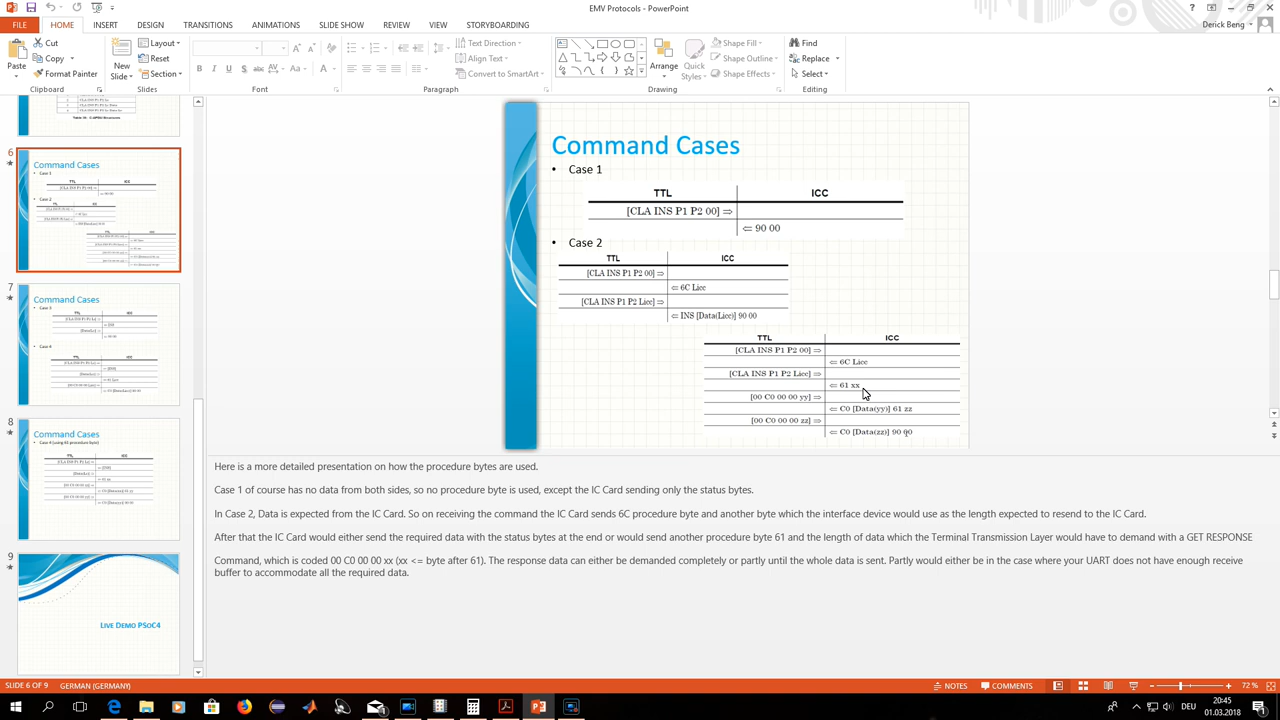 EMV Protocols - PowerPoint
Derick Beng
FILE HOME INSERT DESIGN TRANSITIONS ANIMATIONS SLIDE SHOW REVIEW VIEW STORYBOARDING
Paste
Cut
Copy
Format Painter
Clipboard
New Slide
Layout
Reset
Section
Slides
Font
Text Direction
Align Text
Convert to SmartArt
Paragraph
Arrange
Quick Styles
Shape Fill
Shape Outline
Shape Effects
Drawing
Find
Replace
Select
Editing
6
Command Cases
Case 1
Case 2
7
Command Cases
Case 3
Case 4
8
Command Cases
9
LIVE DEMO PSOC4
Command Cases
• Case 1
TTL ICC
[CLA INS P1 P2 00] ⇒
⇐ 90 00
Case 2
TTL ICC
[CLA INS P1 P2 00] ⇒
⇐ 6C Licc
[CLA INS P1 P2 Licc] ⇒
⇐ INS [Data(Licc)] 90 00
TTL ICC
[CLA INS P1 P2 00] ⇒
⇐ 6C Licc
[CLA INS P1 P2 Licc] ⇒
⇐ 61 xx
[00 C0 00 00 yy] ⇒
⇐ C0 [Data(yy)] 61 zz
[00 C0 00 00 zz] ⇒
⇐ C0 [Data(zz)] 90 00
Here is a more detailed presentation on how the procedure bytes are used.
Case 1 of course has no data from both sides, so no procedure bytes are required but the IC Card sending only the status bytes.
In Case 2, Data is expected from the IC Card. So on receiving the command the IC Card sends 6C procedure byte and another byte which the interface device would use as the length expected to resend to the IC Card.
After that the IC Card would either send the required data with the status bytes at the end or would send another procedure byte 61 and the length of data which the Terminal Transmission Layer would have to demand with a GET RESPONSE
Command, which is coded 00 C0 00 00 xx (xx <= byte after 61). The response data can either be demanded completely or partly until the whole data is sent. Partly would either be in the case where your UART does not have enough receive
buffer to accommodate all the required data.
SLIDE 6 OF 9 GERMAN (GERMANY) NOTES COMMENTS 72 %
DEU
20:45
01.03.2018